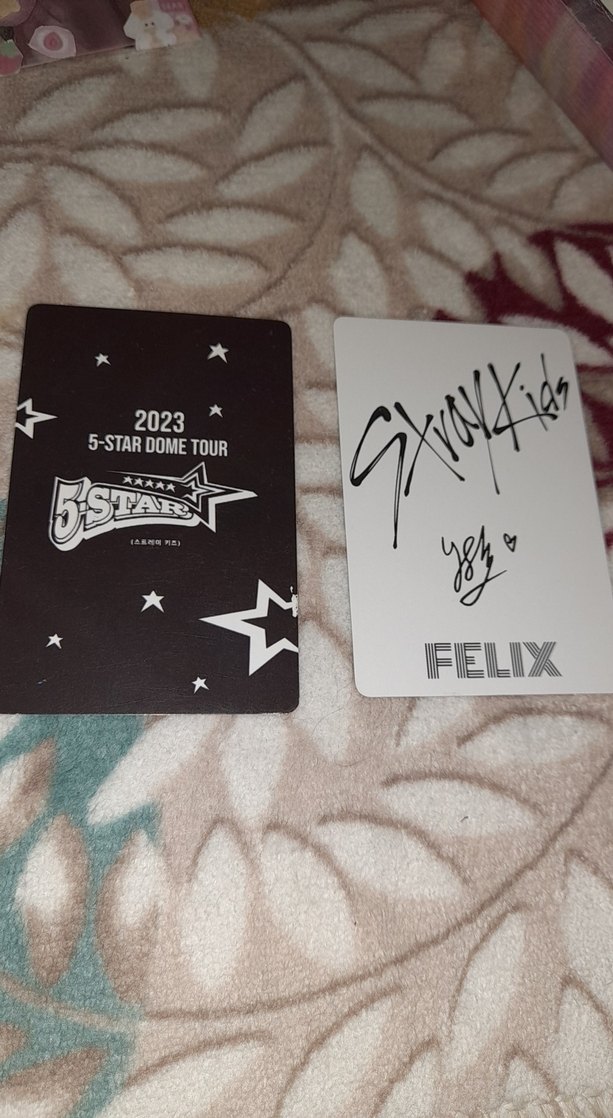 2023
5-STAR DOME TOUR
5-STAR
(스트레이 키즈)
Stray Kids
FELIX